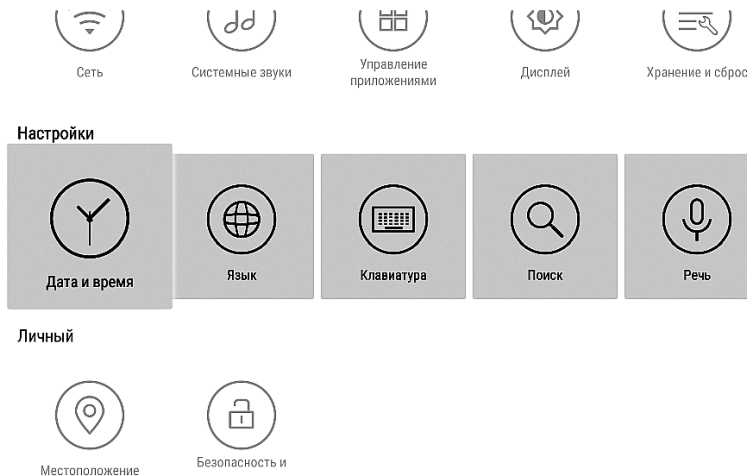 Сеть
Системные звуки
Управление
приложениями
Дисплей
Хранение и сброс
Настройки
Дата и время
Язык
Клавиатура
Поиск
Речь
Личный
Местоположение
Безопасность и